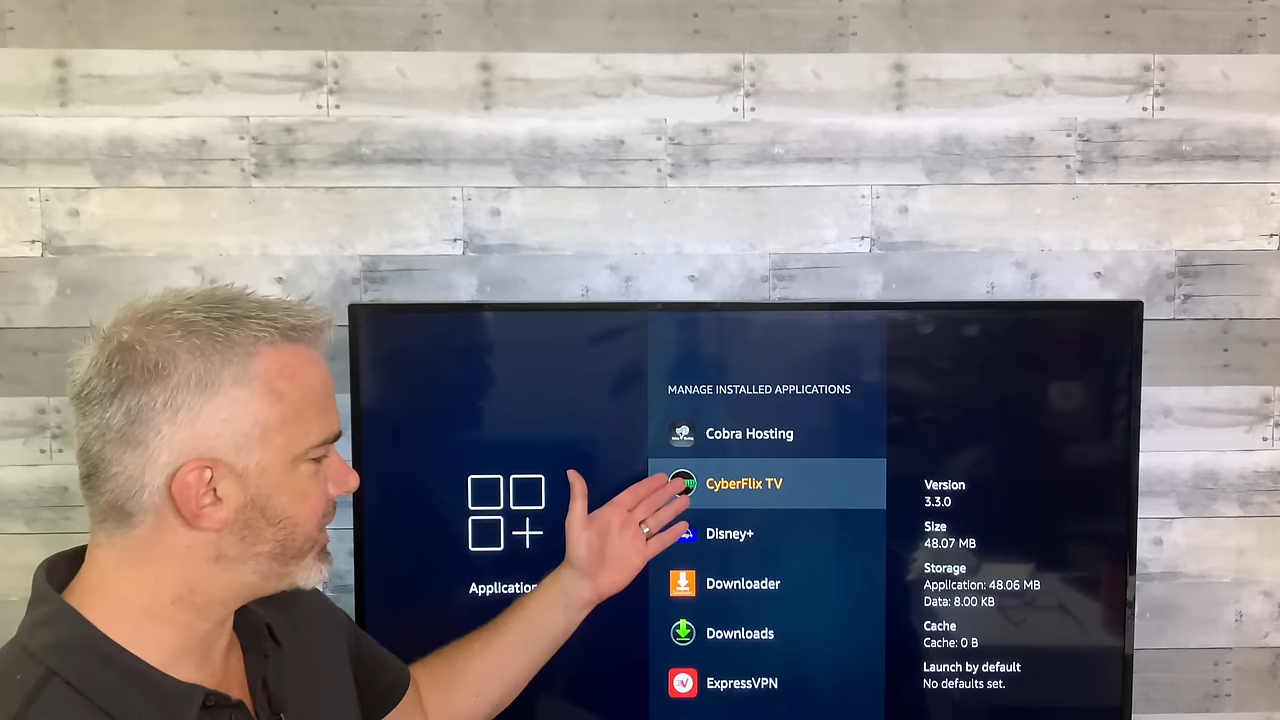 MANAGE INSTALLED APPLICATIONS
Cobra Hosting
CyberFlix TV
Disney+
Downloader
Downloads
ExpressVPN
Application
Version
3.3.0
Size
48.07 MB
Storage
Application: 48.06 MB
Data: 8.00 KB
Cache
Cache: 0 B
Launch by default
No defaults set.